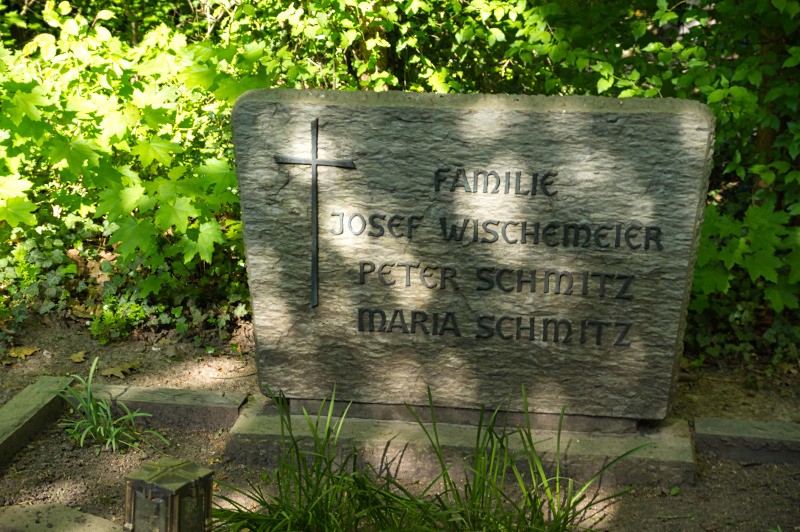 FAMILIE
JOSEF WISCHEMEIER
PETER SCHMITZ
MARIA SCHMITZ